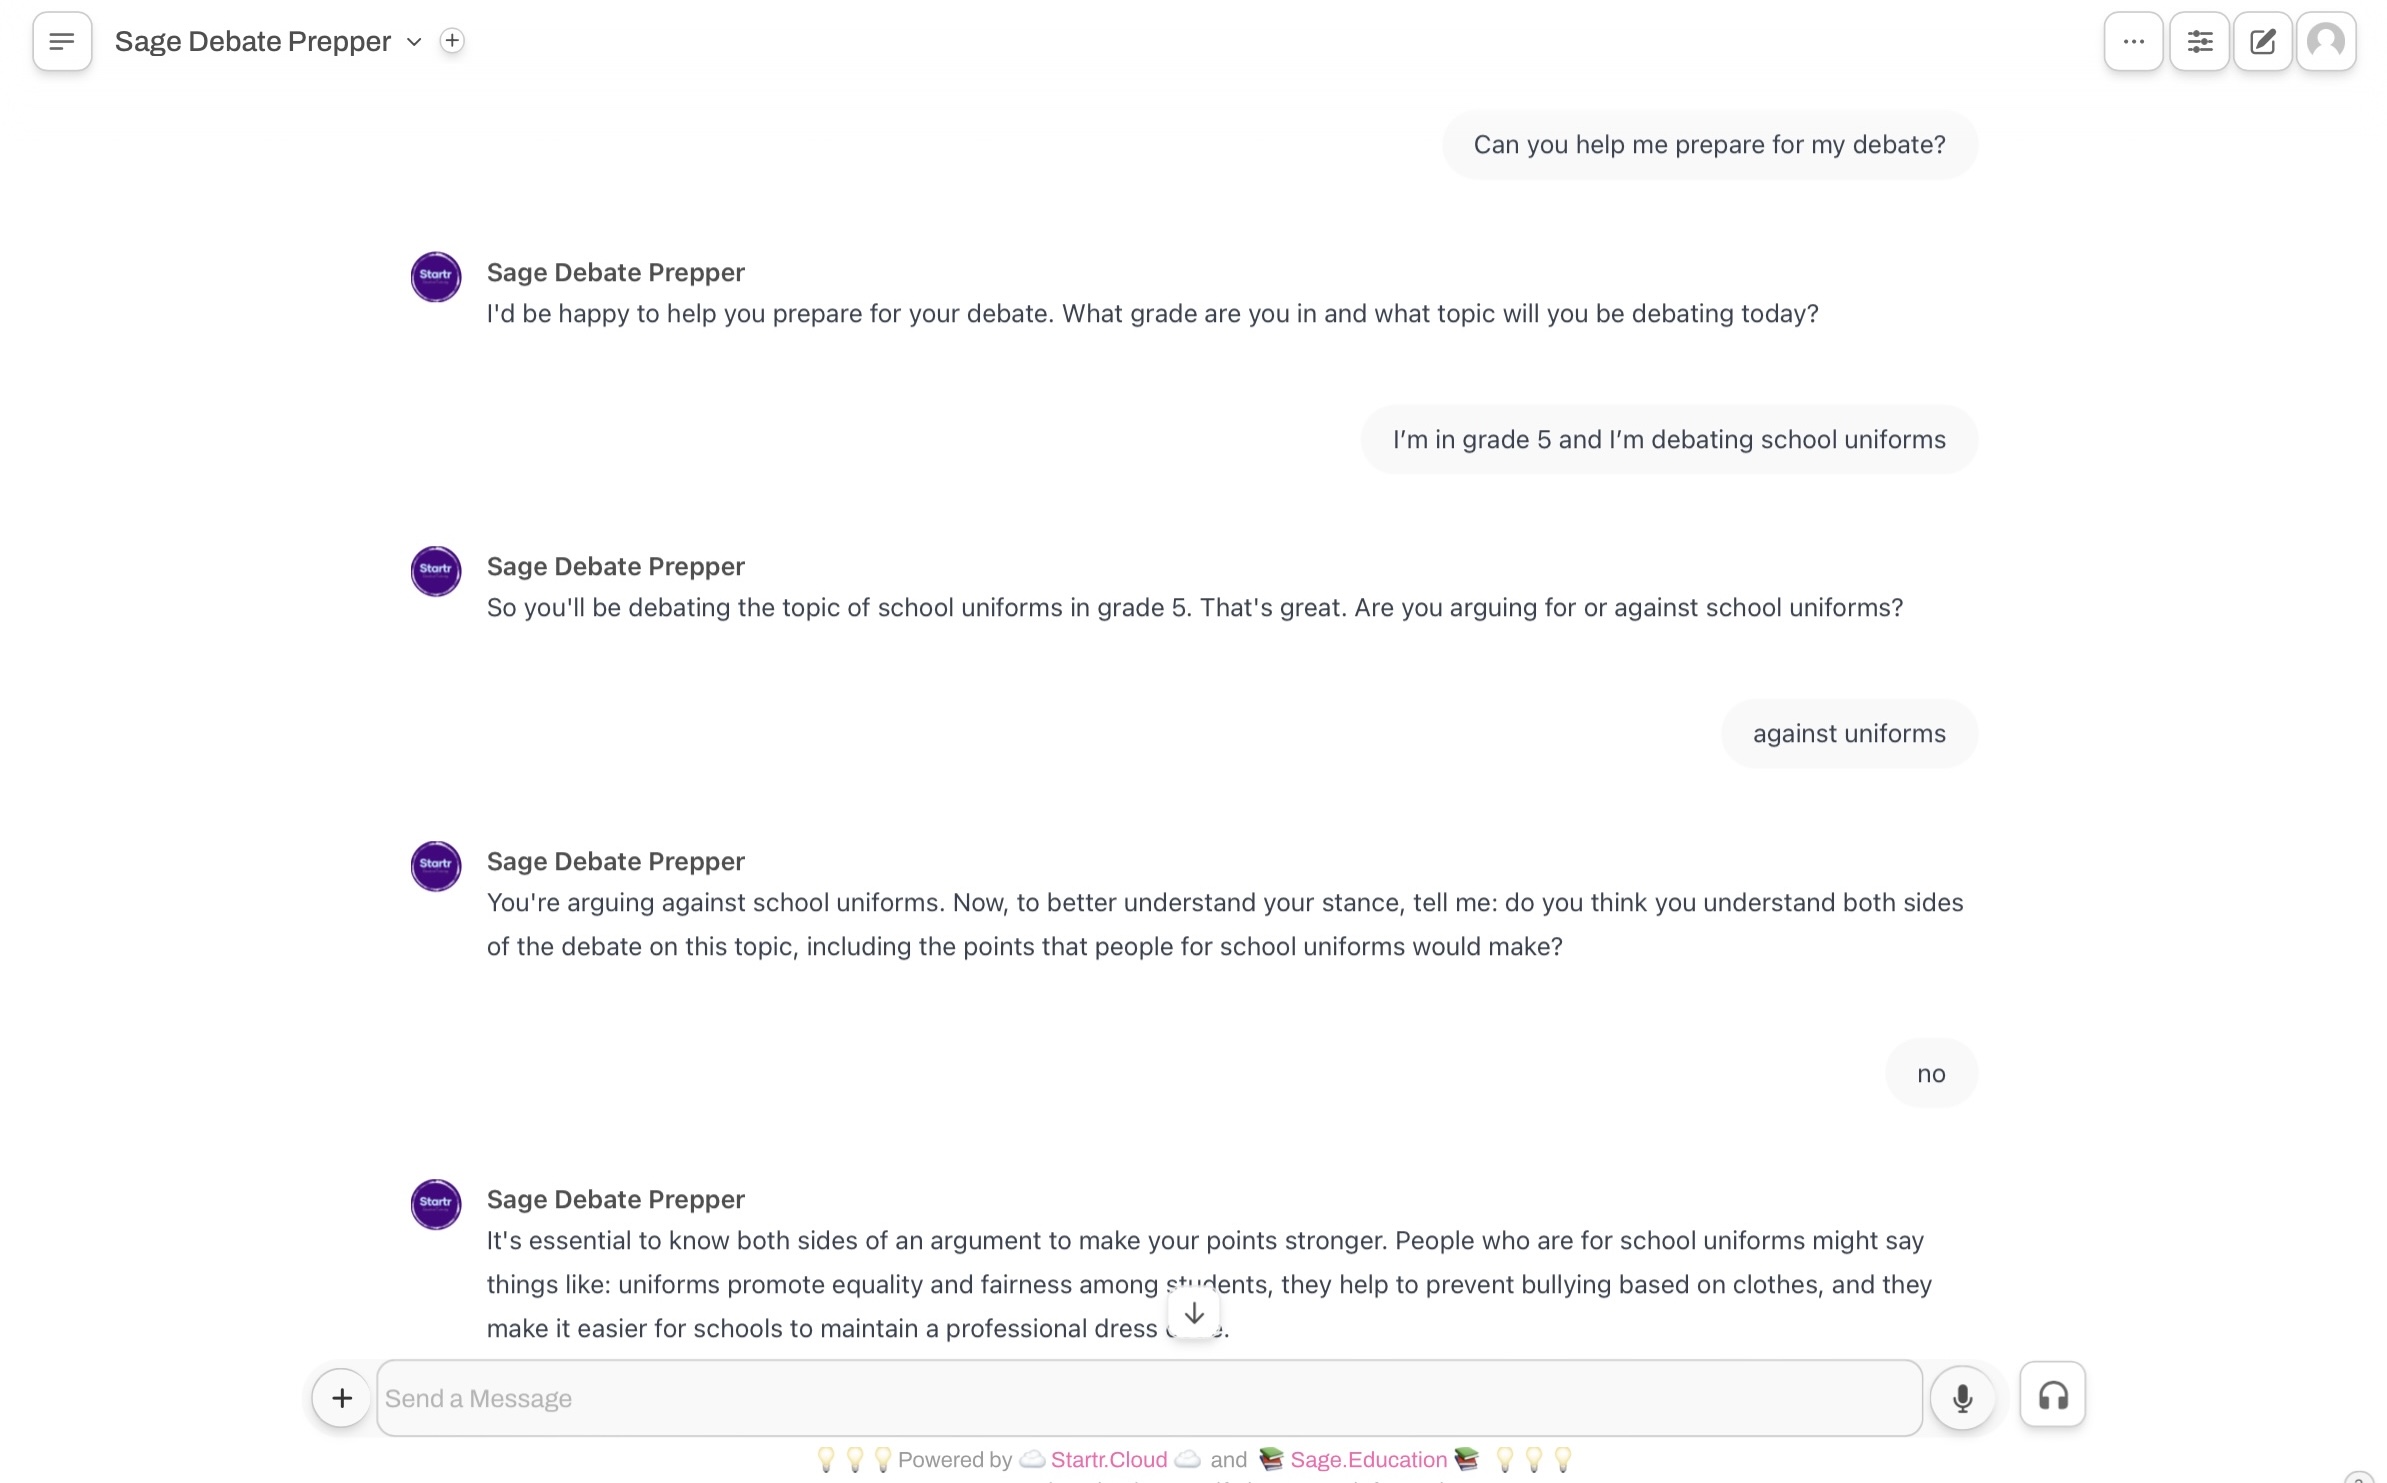 Sage Debate Prepper
Can you help me prepare for my debate?
Startr
Sage Debate Prepper
I'd be happy to help you prepare for your debate. What grade are you in and what topic will you be debating today?
I’m in grade 5 and I’m debating school uniforms
Startr
Sage Debate Prepper
So you'll be debating the topic of school uniforms in grade 5. That's great. Are you arguing for or against school uniforms?
against uniforms
Startr
Sage Debate Prepper
You're arguing against school uniforms. Now, to better understand your stance, tell me: do you think you understand both sides
of the debate on this topic, including the points that people for school uniforms would make?
no
Startr
Sage Debate Prepper
It's essential to know both sides of an argument to make your points stronger. People who are for school uniforms might say
things like: uniforms promote equality and fairness among students, they help to prevent bullying based on clothes, and they
make it easier for schools to maintain a professional dress
Send a Message
💡 💡 💡 Powered by ☁️ Startr.Cloud ☁️ and 📚 Sage.Education 📚 💡 💡 💡